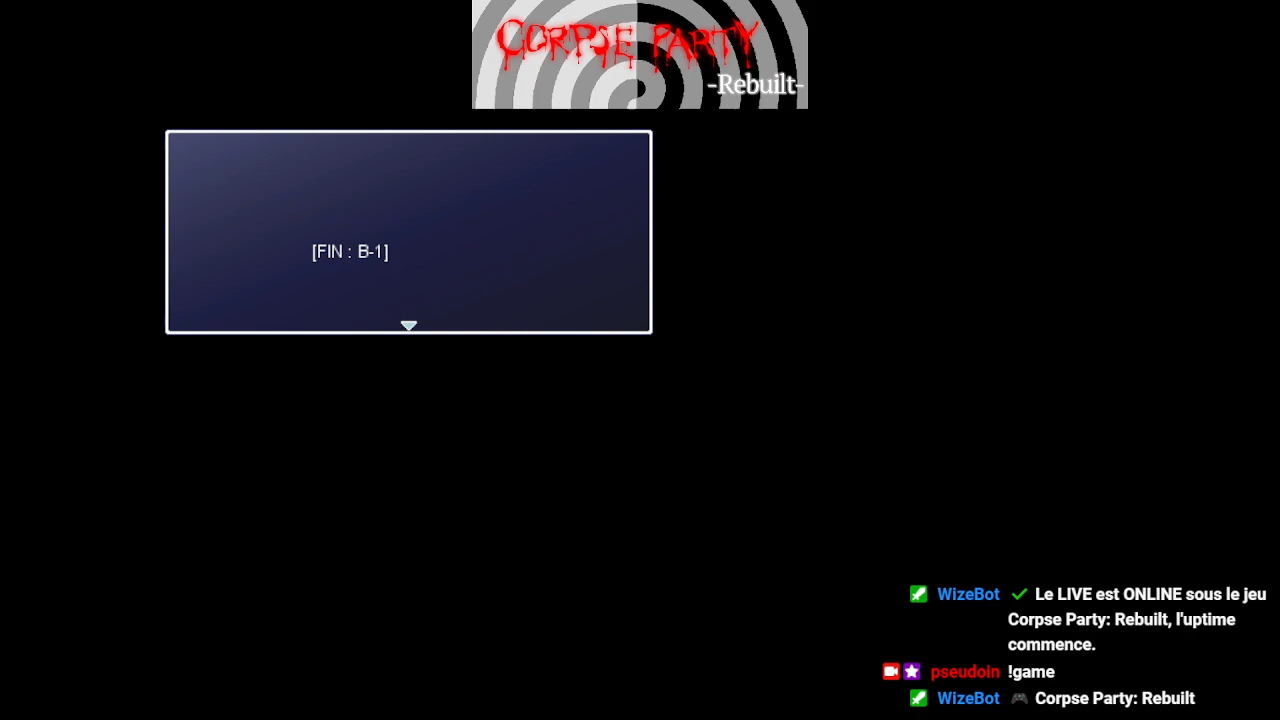 CORPSE PARTY
-Rebuilt-
[FIN : B-1]
WizeBot Le LIVE est ONLINE sous le jeu
Corpse Party: Rebuilt, l'uptime
commence.
pseudoin !game
WizeBot Corpse Party: Rebuilt